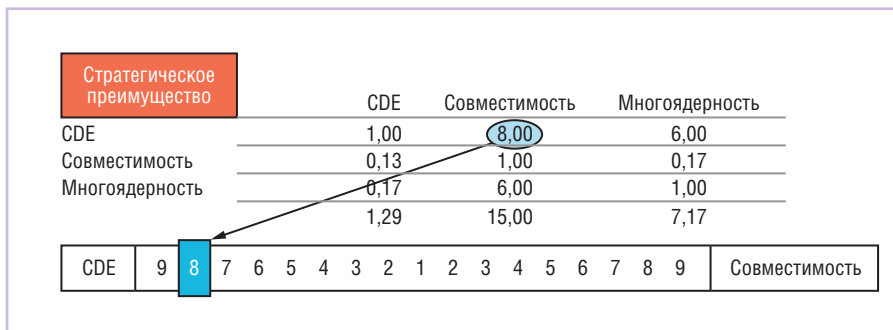 Стратегическое
преимущество
CDE Совместимость Многоядерность
CDE 1,00 8,00 6,00
Совместимость 0,13 1,00 0,17
Многоядерность 0,17 6,00 1,00
1,29 15,00 7,17
CDE 9 8 7 6 5 4 3 2 1 2 3 4 5 6 7 8 9 Совместимость